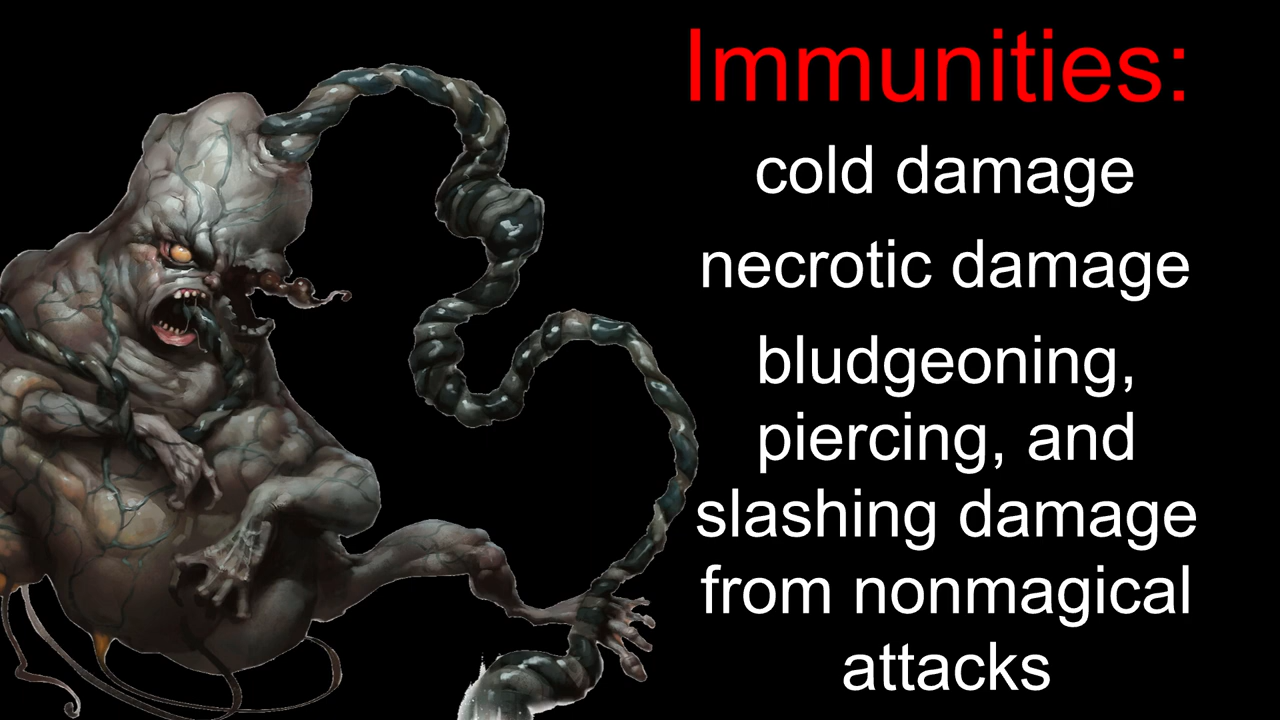 Immunities:
cold damage
necrotic damage
bludgeoning,
piercing, and
slashing damage
from nonmagical
attacks